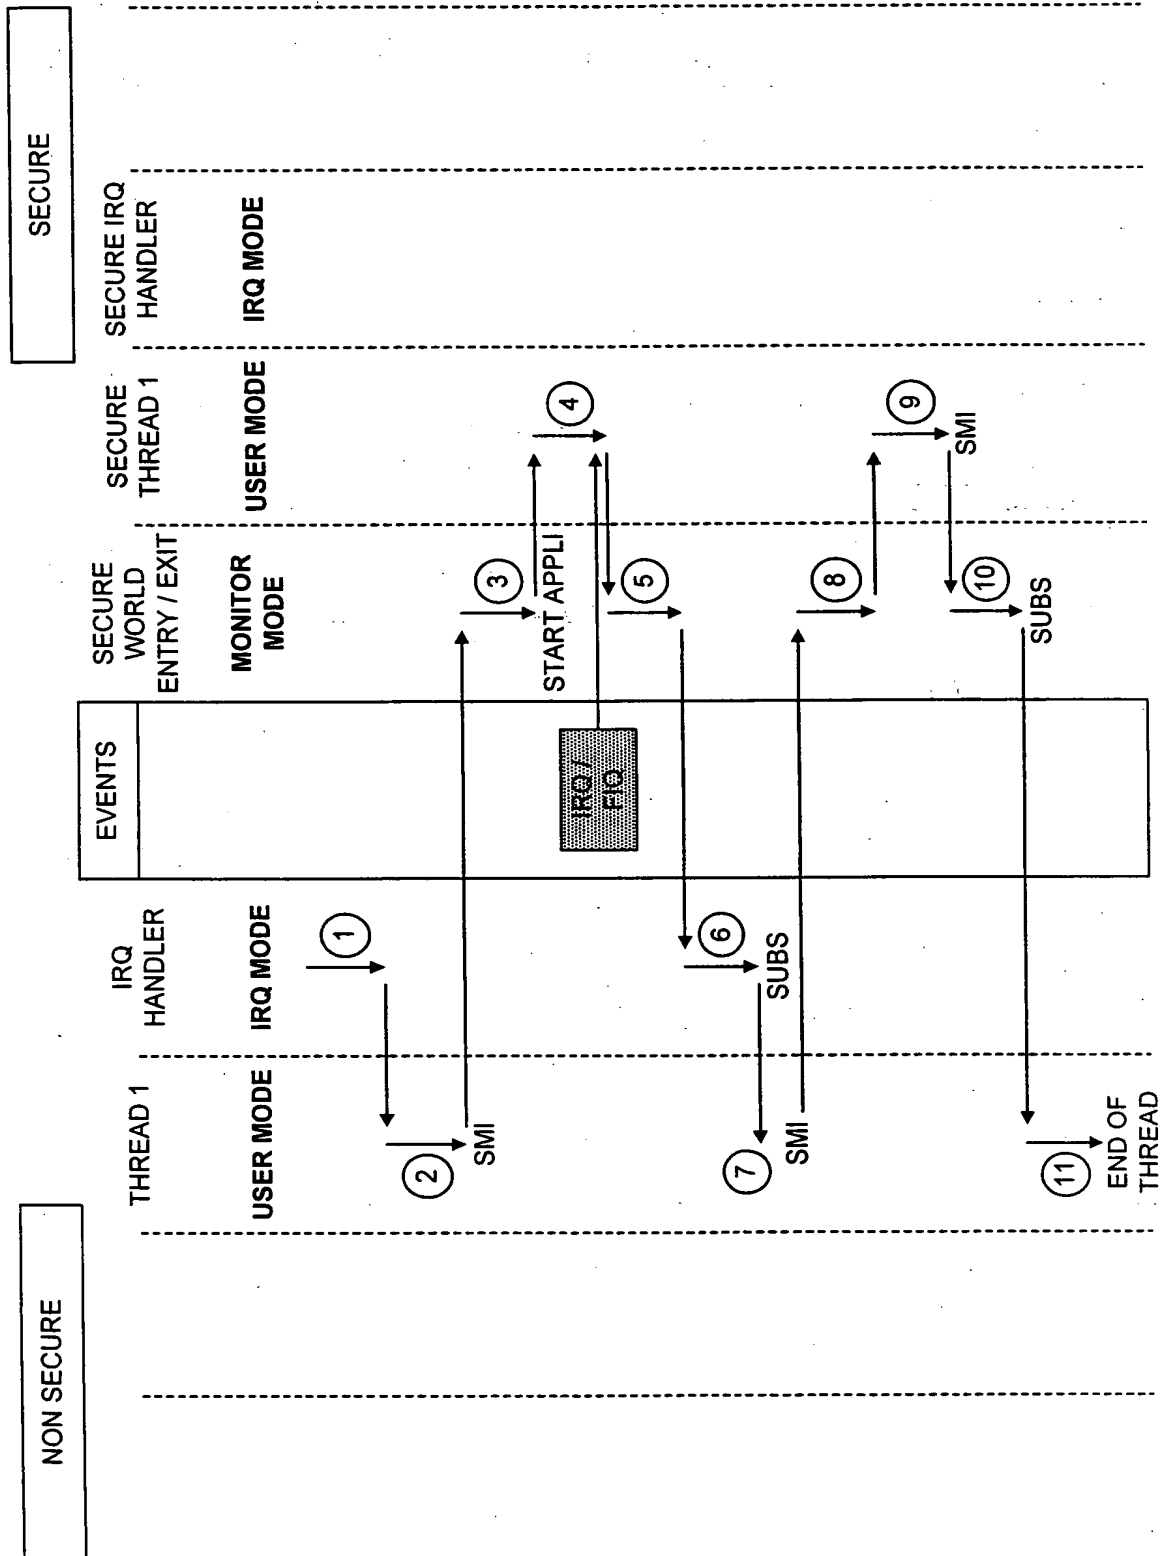 NON SECURE
SECURE
THREAD 1
IRQ
HANDLER
EVENTS
SECURE
WORLD
ENTRY / EXIT
SECURE
THREAD 1
SECURE IRQ
HANDLER
USER MODE
IRQ MODE
MONITOR
MODE
USER MODE
IRQ MODE
1
2
SMI
3
START APPLI
4
IRQ /
FIQ
5
6
SUBS
7
SMI
8
9
SMI
10
SUBS
11
END OF
THREAD